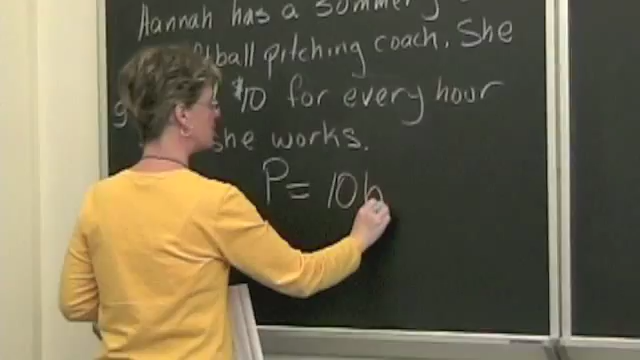 Hannah has a summer j
ball pitching coach. She
g $10 for every hour
she works.
P = 10h